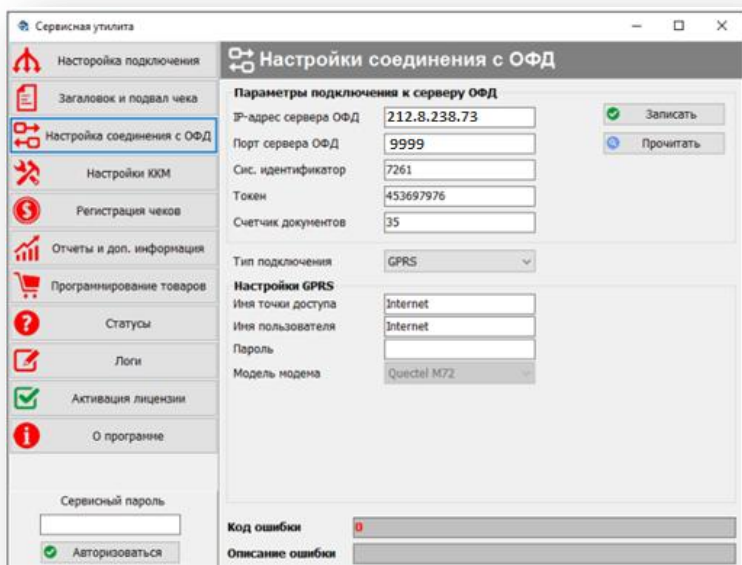 Сервисная утилита
Насторойка подключения
Загаловок и подвал чека
Настройка соединения с ОФД
Настройки ККМ
Регистрация чеков
Отчеты и доп. информация
Программирование товаров
Статусы
Логи
Активация лицензии
О программе
Сервисный пароль
Авторизоваться
Настройки соединения с ОФД
Параметры подключения к серверу ОФД
IP-адрес сервера ОФД 212.8.238.73 Записать
Порт сервера ОФД 9999 Прочитать
Сис. идентификатор 7261
Токен 453697976
Счетчик документов 35
Тип подключения GPRS
Настройки GPRS
Имя точки доступа Internet
Имя пользователя Internet
Пароль
Модель модема Quectel M72
Код ошибки 0
Описание ошибки